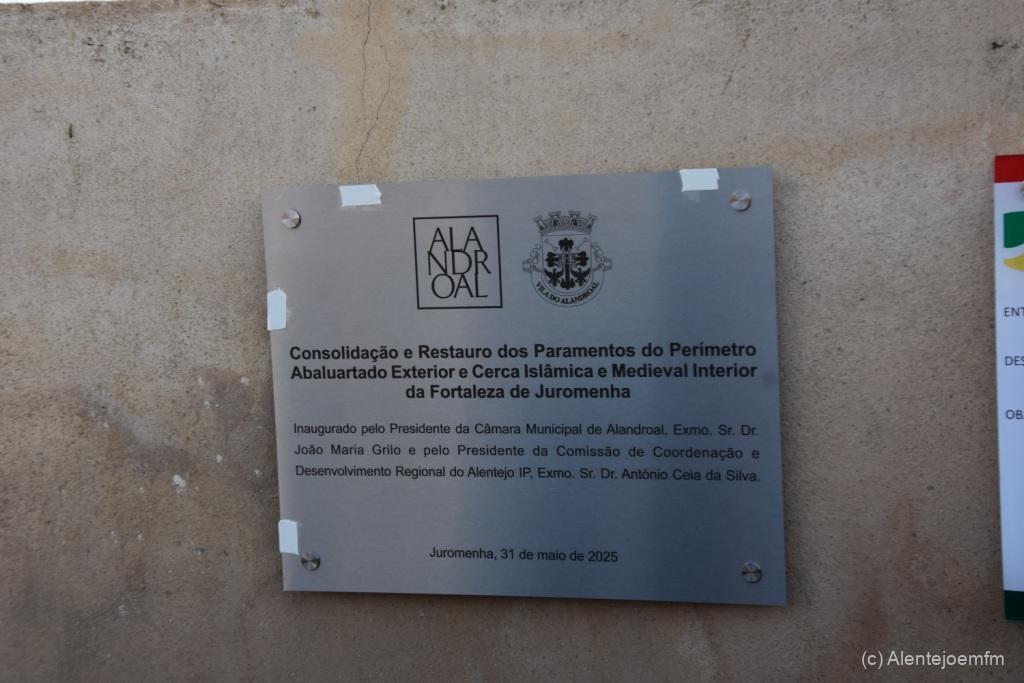 ALA
NDR
OAL
VILA DO ALANDROAL
Consolidação e Restauro dos Paramentos do Perímetro
Abaluartado Exterior e Cerca Islâmica e Medieval Interior
da Fortaleza de Juromenha
Inaugurado pelo Presidente da Câmara Municipal de Alandroal, Exmo. Sr. Dr.
João Maria Grilo e pelo Presidente da Comissão de Coordenação e
Desenvolvimento Regional do Alentejo IP, Exmo. Sr. Dr. António Ceia da Silva.
Juromenha, 31 de maio de 2025
ENT
DES
OB
(c) Alentejoemfm